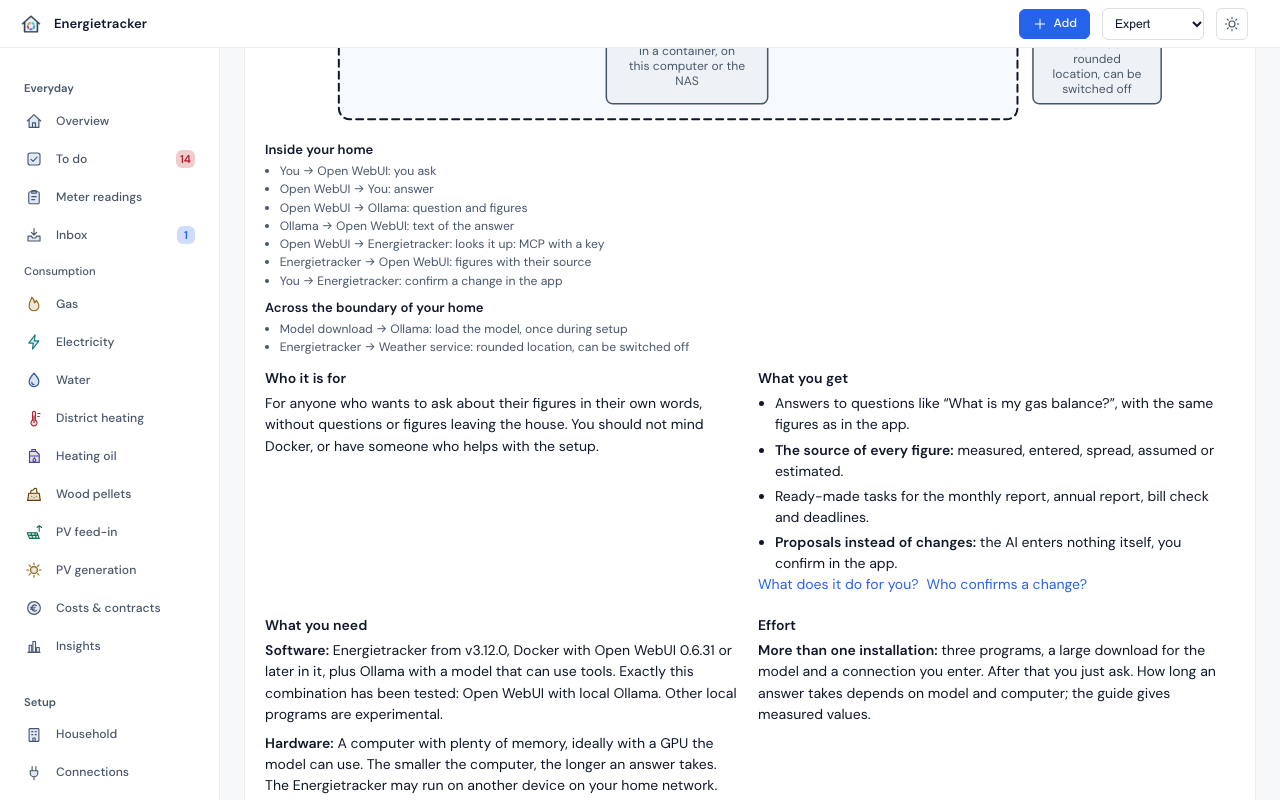 Energietracker
Add
Expert
Everyday
Overview
To do
14
Meter readings
Inbox
1
Consumption
Gas
Electricity
Water
District heating
Heating oil
Wood pellets
PV feed-in
PV generation
Costs & contracts
Insights
Setup
Household
Connections
in a container, on
this computer or the
NAS
rounded
location, can be
switched off
Inside your home
• You → Open WebUI: you ask
• Open WebUI → You: answer
• Open WebUI → Ollama: question and figures
• Ollama → Open WebUI: text of the answer
• Open WebUI → Energietracker: looks it up: MCP with a key
• Energietracker → Open WebUI: figures with their source
• You → Energietracker: confirm a change in the app
Across the boundary of your home
• Model download → Ollama: load the model, once during setup
• Energietracker → Weather service: rounded location, can be switched off
Who it is for
For anyone who wants to ask about their figures in their own words,
without questions or figures leaving the house. You should not mind
Docker, or have someone who helps with the setup.
What you get
• Answers to questions like “What is my gas balance?”, with the same
figures as in the app.
• The source of every figure: measured, entered, spread, assumed or
estimated.
• Ready-made tasks for the monthly report, annual report, bill check
and deadlines.
• Proposals instead of changes: the AI enters nothing itself, you
confirm in the app.
What does it do for you? Who confirms a change?
What you need
Software: Energietracker from v3.12.0, Docker with Open WebUI 0.6.31 or
later in it, plus Ollama with a model that can use tools. Exactly this
combination has been tested: Open WebUI with local Ollama. Other local
programs are experimental.
Hardware: A computer with plenty of memory, ideally with a GPU the
model can use. The smaller the computer, the longer an answer takes.
The Energietracker may run on another device on your home network.
Effort
More than one installation: three programs, a large download for the
model and a connection you enter. After that you just ask. How long an
answer takes depends on model and computer; the guide gives
measured values.